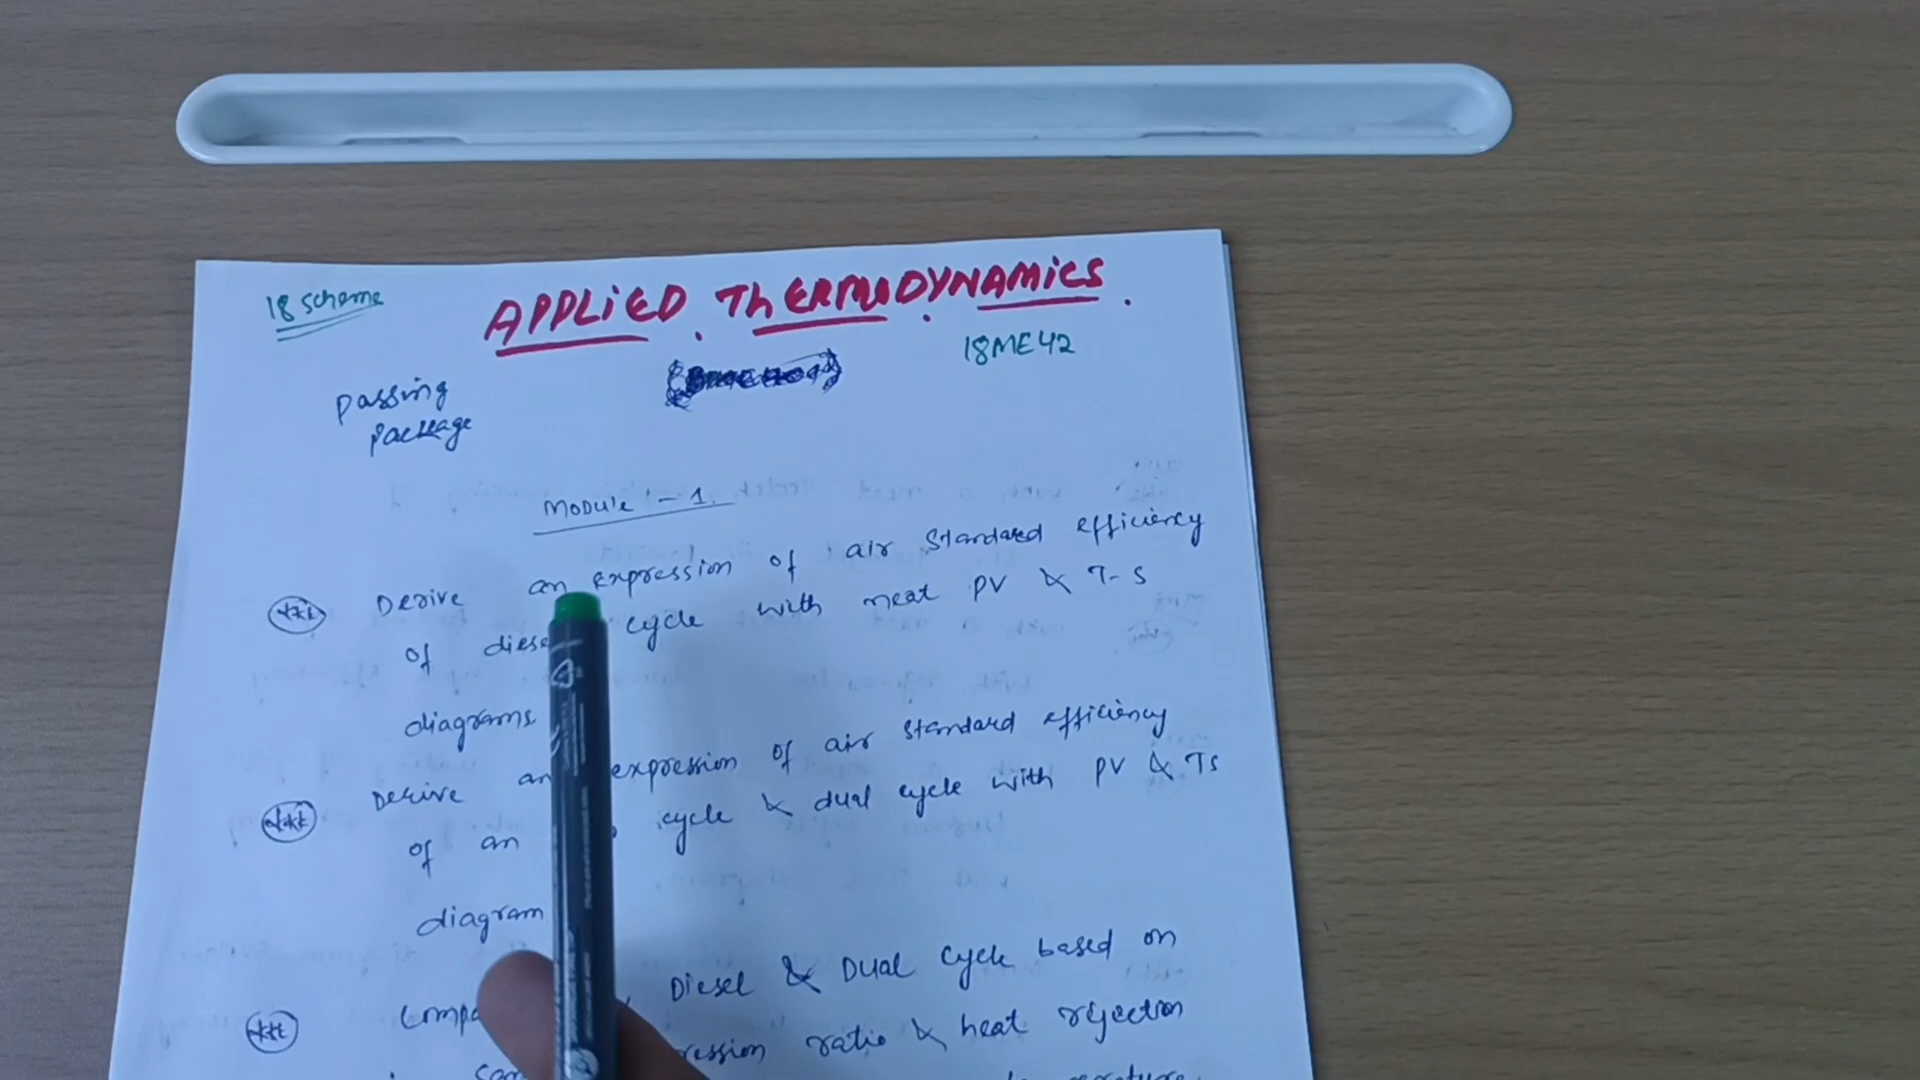 18 scheme
APPLiED ThERMODYNAMiCS.
18ME42
passing
package
Module - 1.
Derive an expression of air standard efficiency
of diese cycle with neat PV & T-S
diagrams
Derive an expression of air standard efficiency
of an cycle & dual cycle with PV & TS
diagram
Compa Diesel & Dual cycle based on
ression ratio & heat rejection